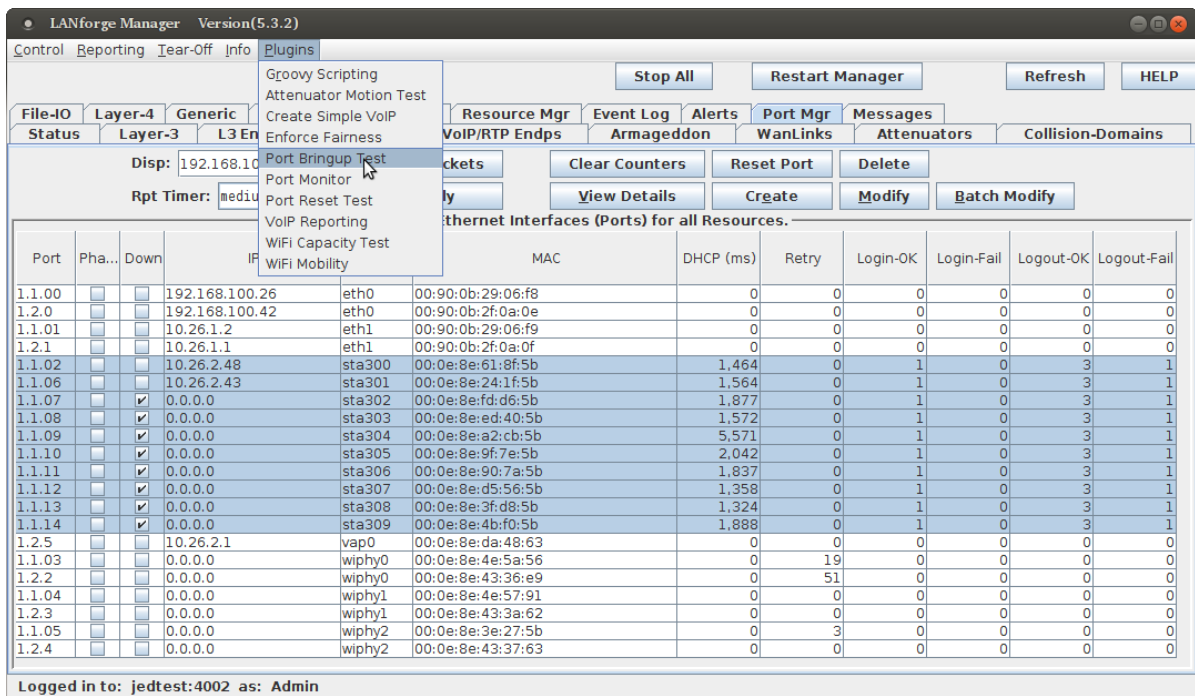 LANforge Manager Version(5.3.2)
Control Reporting Tear-Off Info Plugins
Stop All Restart Manager Refresh HELP
File-IO Layer-4 Generic Resource Mgr Event Log Alerts Port Mgr Messages
Status Layer-3 L3 En VoIP/RTP Endps Armageddon WanLinks Attenuators Collision-Domains
Groovy Scripting
Attenuator Motion Test
Create Simple VoIP
Enforce Fairness
Port Bringup Test
Port Monitor
Port Reset Test
VoIP Reporting
WiFi Capacity Test
WiFi Mobility
Disp: 192.168.10 ckets Clear Counters Reset Port Delete
Rpt Timer: mediu ly View Details Create Modify Batch Modify
Ethernet Interfaces (Ports) for all Resources.
Port Pha... Down IP MAC DHCP (ms) Retry Login-OK Login-Fail Logout-OK Logout-Fail
1.1.00 192.168.100.26 eth0 00:90:0b:29:06:f8 0 0 0 0 0 0
1.2.0 192.168.100.42 eth0 00:90:0b:2f:0a:0e 0 0 0 0 0 0
1.1.01 10.26.1.2 eth1 00:90:0b:29:06:f9 0 0 0 0 0 0
1.2.1 10.26.1.1 eth1 00:90:0b:2f:0a:0f 0 0 0 0 0 0
1.1.02 10.26.2.48 sta300 00:0e:8e:61:8f:5b 1,464 0 1 0 3 1
1.1.06 10.26.2.43 sta301 00:0e:8e:24:1f:5b 1,564 0 1 0 3 1
1.1.07 0.0.0.0 sta302 00:0e:8e:fd:d6:5b 1,877 0 1 0 3 1
1.1.08 0.0.0.0 sta303 00:0e:8e:ed:40:5b 1,572 0 1 0 3 1
1.1.09 0.0.0.0 sta304 00:0e:8e:a2:cb:5b 5,571 0 1 0 3 1
1.1.10 0.0.0.0 sta305 00:0e:8e:9f:7e:5b 2,042 0 1 0 3 1
1.1.11 0.0.0.0 sta306 00:0e:8e:90:7a:5b 1,837 0 1 0 3 1
1.1.12 0.0.0.0 sta307 00:0e:8e:d5:56:5b 1,358 0 1 0 3 1
1.1.13 0.0.0.0 sta308 00:0e:8e:3f:d8:5b 1,324 0 1 0 3 1
1.1.14 0.0.0.0 sta309 00:0e:8e:4b:f0:5b 1,888 0 1 0 3 1
1.2.5 10.26.2.1 vap0 00:0e:8e:da:48:63 0 0 0 0 0 0
1.1.03 0.0.0.0 wiphy0 00:0e:8e:4e:5a:56 0 19 0 0 0 0
1.2.2 0.0.0.0 wiphy0 00:0e:8e:43:36:e9 0 51 0 0 0 0
1.1.04 0.0.0.0 wiphy1 00:0e:8e:4e:57:91 0 0 0 0 0 0
1.2.3 0.0.0.0 wiphy1 00:0e:8e:43:3a:62 0 0 0 0 0 0
1.1.05 0.0.0.0 wiphy2 00:0e:8e:3e:27:5b 0 3 0 0 0 0
1.2.4 0.0.0.0 wiphy2 00:0e:8e:43:37:63 0 0 0 0 0 0
Logged in to: jedtest:4002 as: Admin